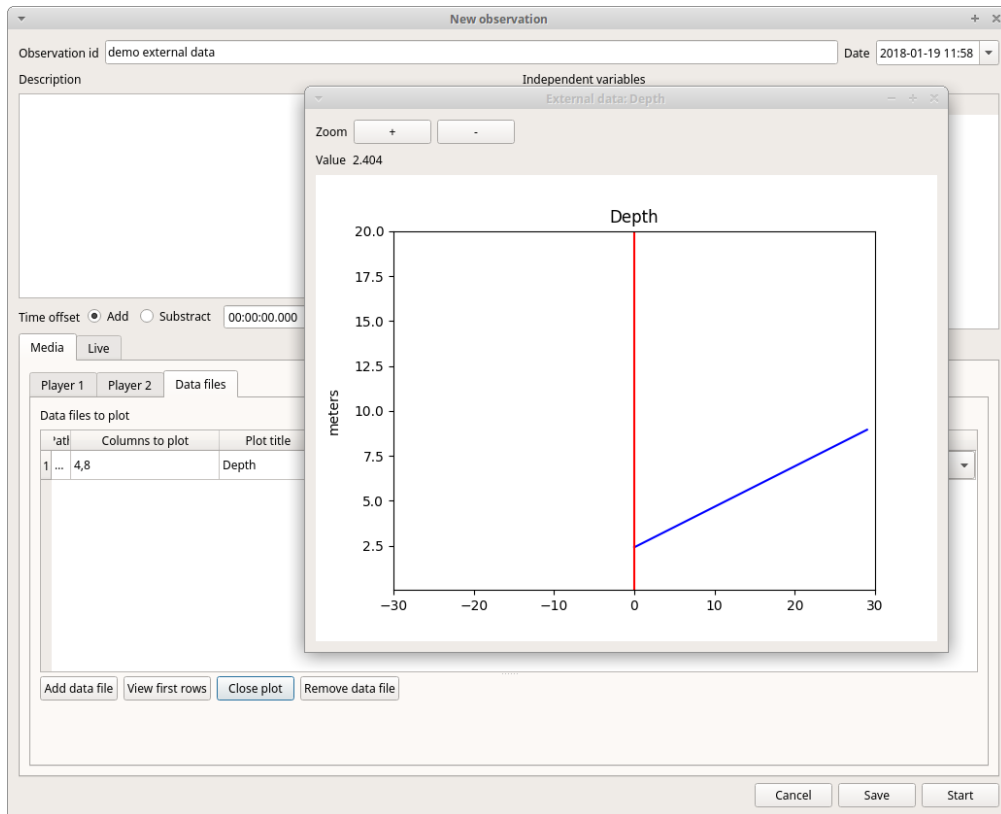 New observation
Observation id demo external data Date 2018-01-19 11:58
Description Independent variables
External data: Depth
Zoom + -
Value 2.404
Depth
20.0
17.5
15.0
12.5
10.0
7.5
5.0
2.5
meters
−30 −20 −10 0 10 20 30
Time offset Add Substract 00:00:00.000
Media Live
Player 1 Player 2 Data files
Data files to plot
Columns to plot Plot title
1 ... 4,8 Depth
Add data file View first rows Close plot Remove data file
Cancel Save Start